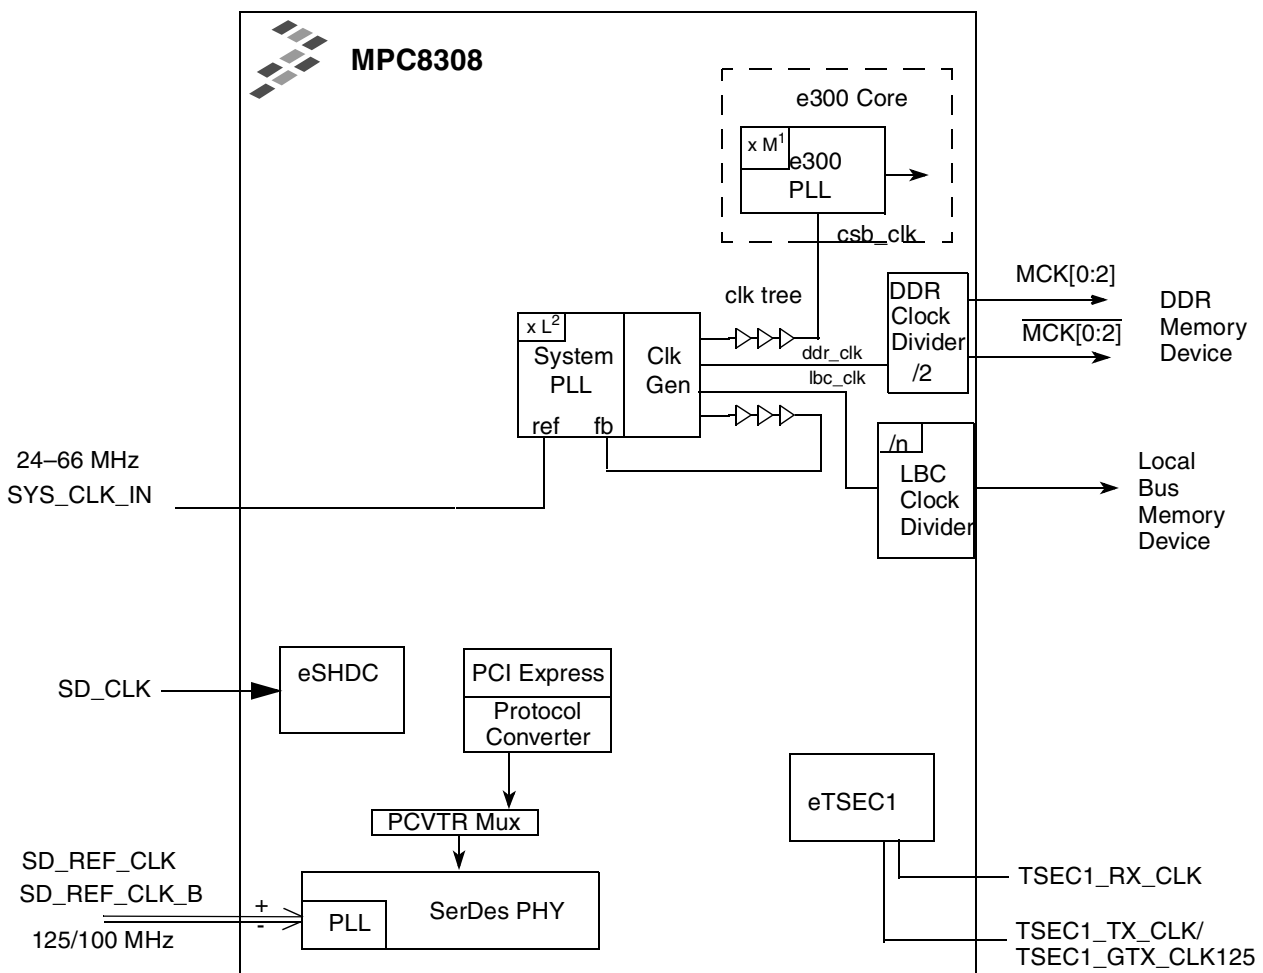 MPC8308
e300 Core
x M1
e300
PLL
csb_clk
clk tree
DDR
Clock
Divider
/2
MCK[0:2]
MCK[0:2]
DDR
Memory
Device
x L2
System
PLL
ref
fb
Clk
Gen
ddr_clk
lbc_clk
/n
LBC
Clock
Divider
Local
Bus
Memory
Device
24–66 MHz
SYS_CLK_IN
SD_CLK
eSHDC
PCI Express
Protocol
Converter
PCVTR Mux
eTSEC1
SD_REF_CLK
SD_REF_CLK_B
125/100 MHz
+
-
PLL
SerDes PHY
TSEC1_RX_CLK
TSEC1_TX_CLK/
TSEC1_GTX_CLK125